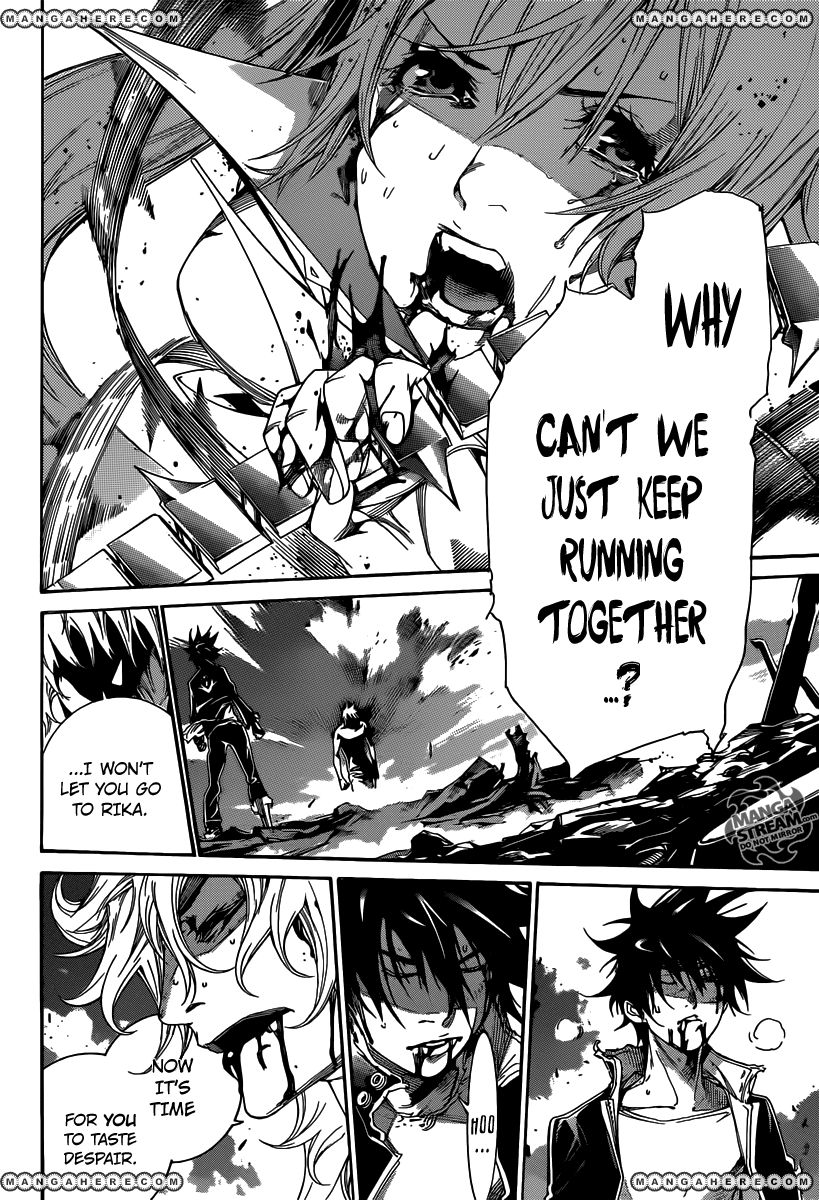 MANGAHERE.COM
MANGAHERE.COM
WHY
CAN'T WE
JUST KEEP
RUNNING
TOGETHER
...?
...I WON'T
LET YOU GO
TO RIKA.
MANGA
STREAM.com
DO NOT MIRROR
HOO
...
NOW
IT'S
TIME
FOR YOU
TO TASTE
DESPAIR.
MANGAHERE.COM
MANGAHERE.COM